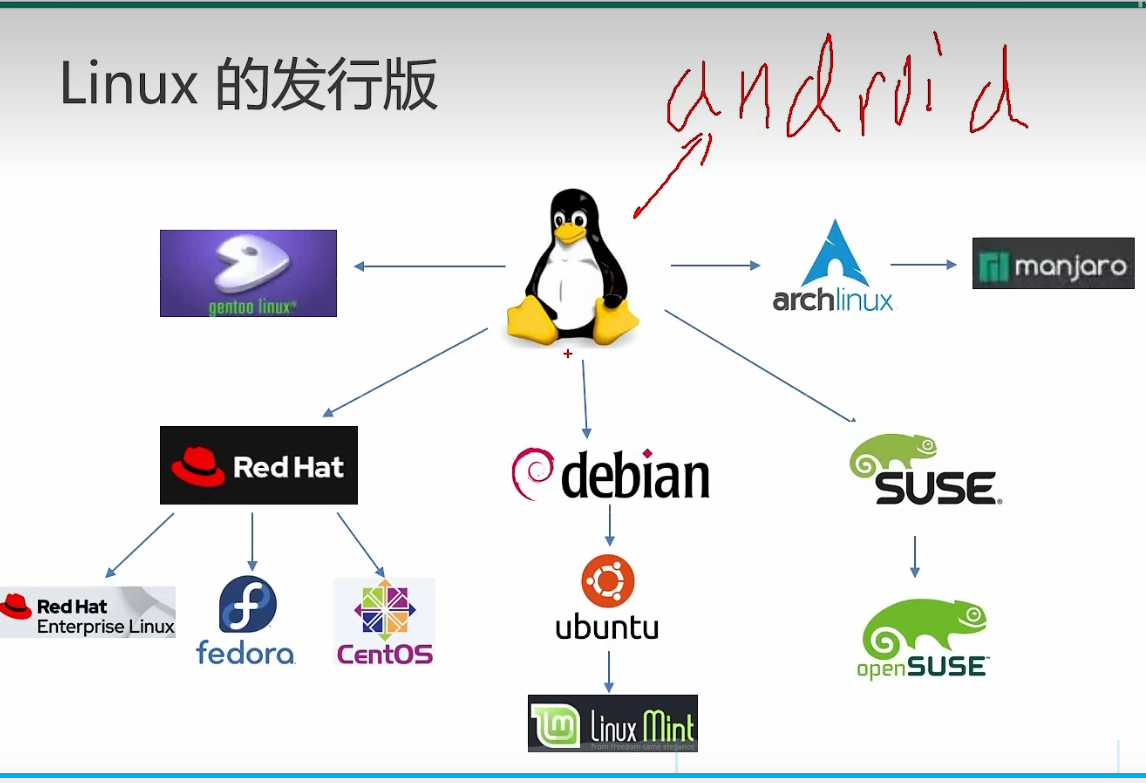 Linux 的发行版
android
gentoo linux
archlinux
manjaro
Red Hat
debian
SUSE
Red Hat
Enterprise Linux
fedora
CentOS
ubuntu
openSUSE
lm Linux Mint
from freedom came elegance